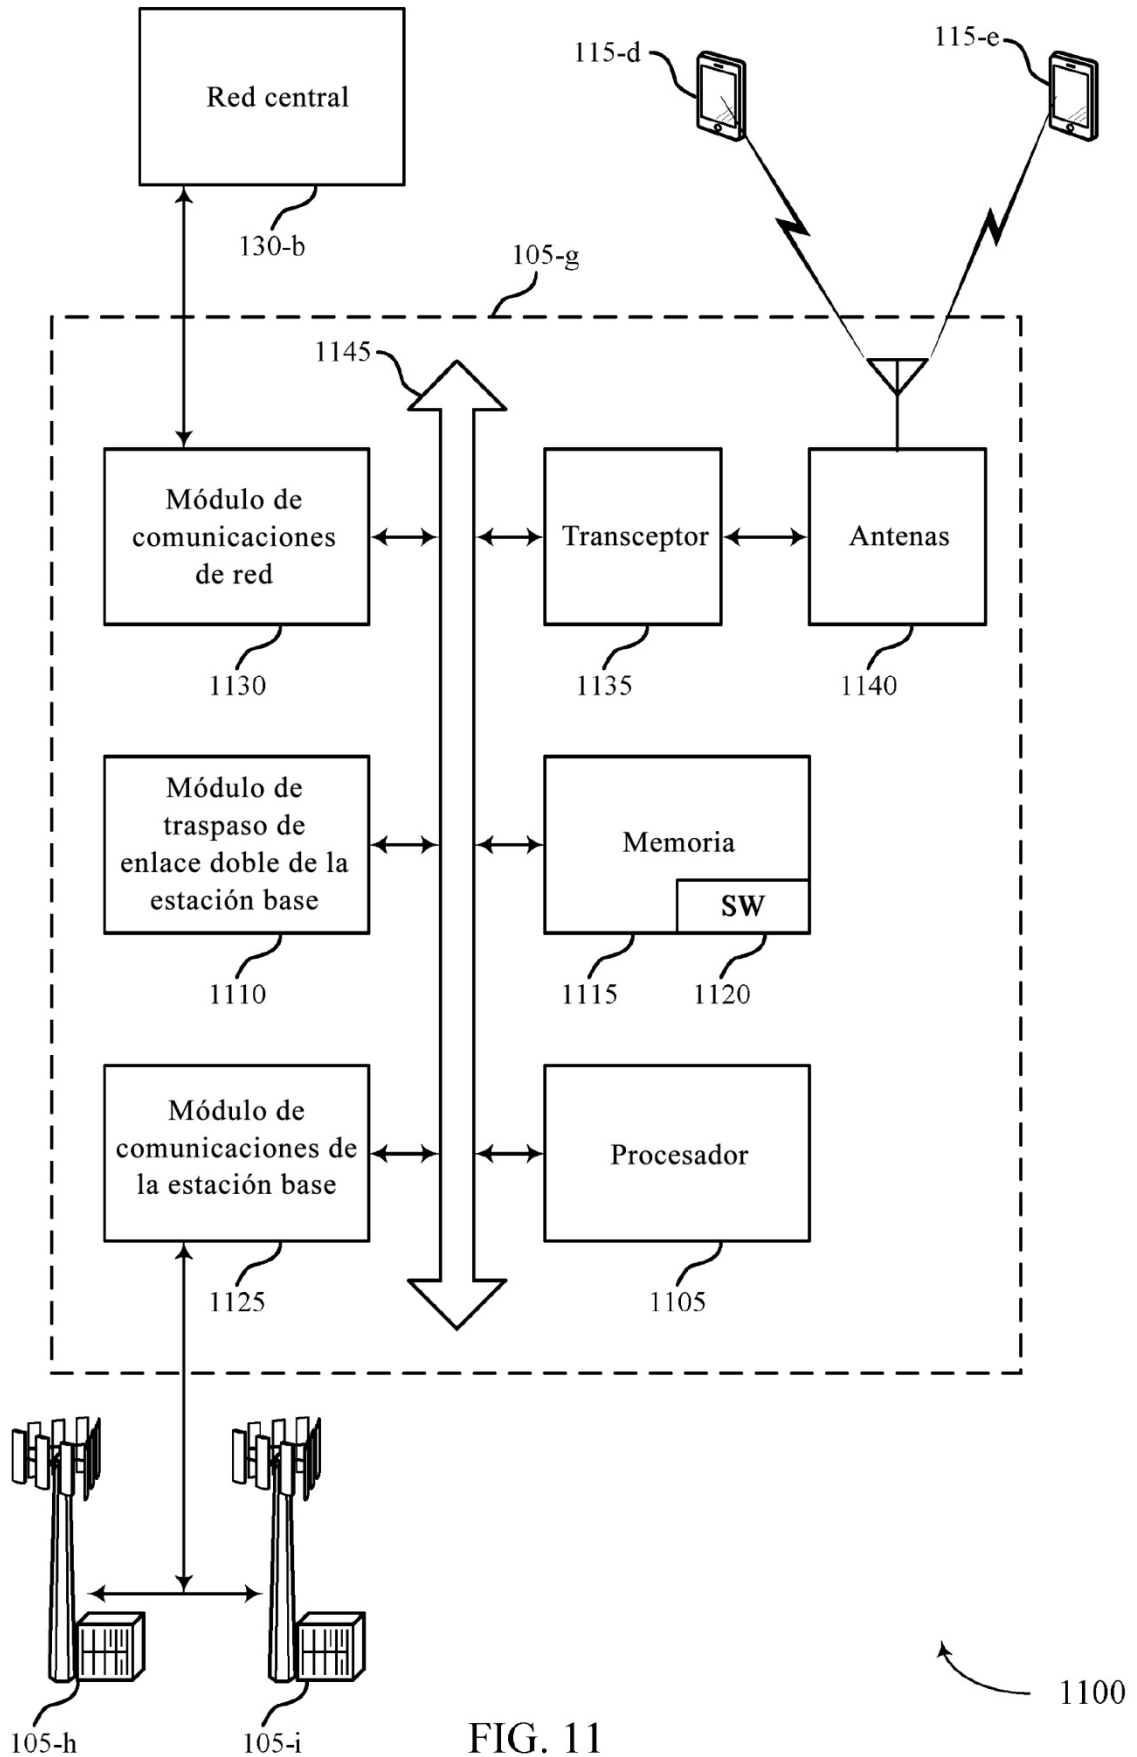 115-d
115-e
Red central
130-b
105-g
1145
Módulo de
comunicaciones
de red
Transceptor
Antenas
1130
1135
1140
Módulo de
traspaso de
enlace doble de la
estación base
Memoria
SW
1110
1115
1120
Módulo de
comunicaciones de
la estación base
Procesador
1125
1105
1100
105-h
105-i
FIG. 11